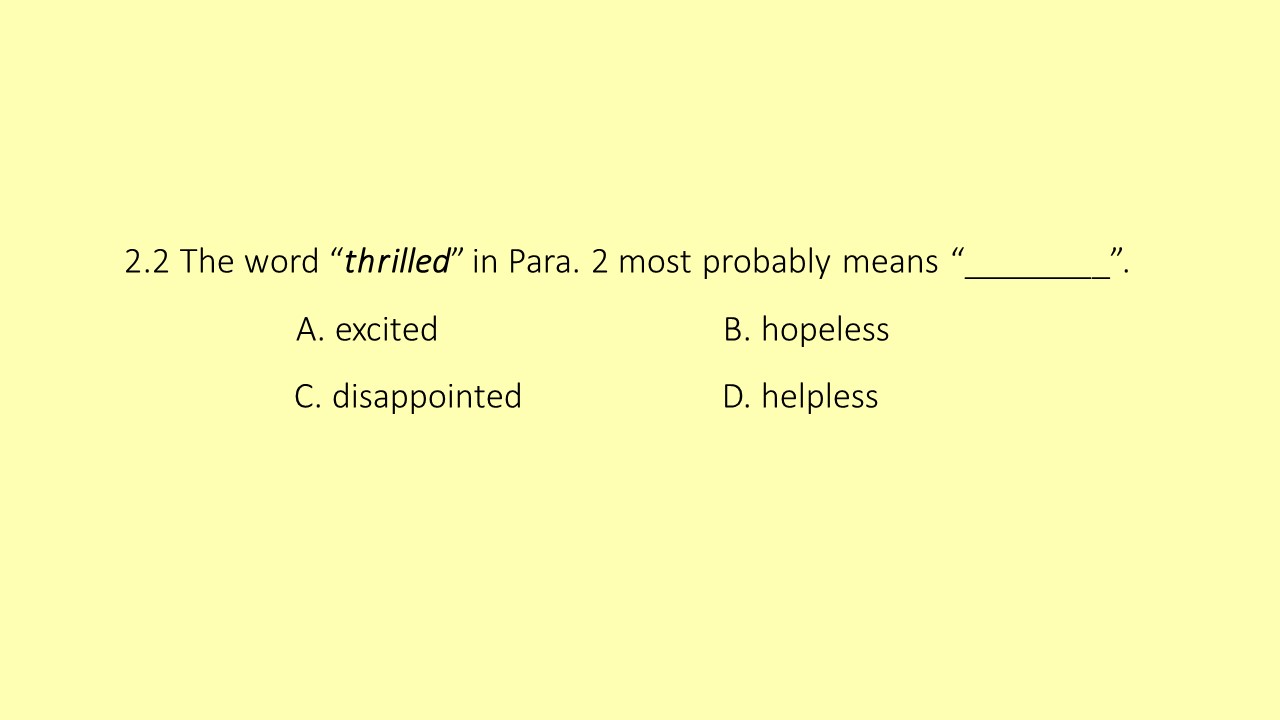 2.2 The word “thrilled” in Para. 2 most probably means “________”.
A. excited B. hopeless
C. disappointed D. helpless